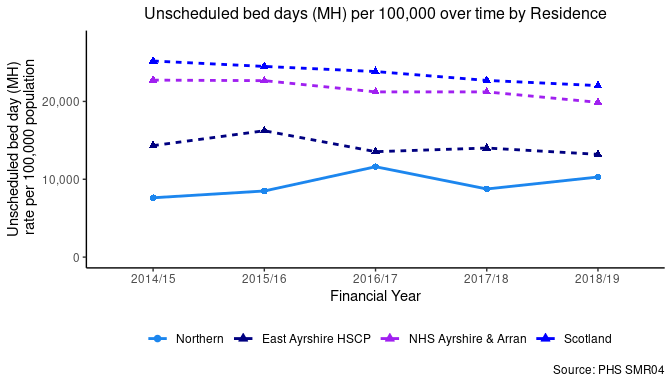 Unscheduled bed days (MH) per 100,000 over time by Residence
Unscheduled bed day (MH)
rate per 100,000 population
20,000
10,000
0
2014/15 2015/16 2016/17 2017/18 2018/19
Financial Year
Northern East Ayrshire HSCP NHS Ayrshire & Arran Scotland
Source: PHS SMR04